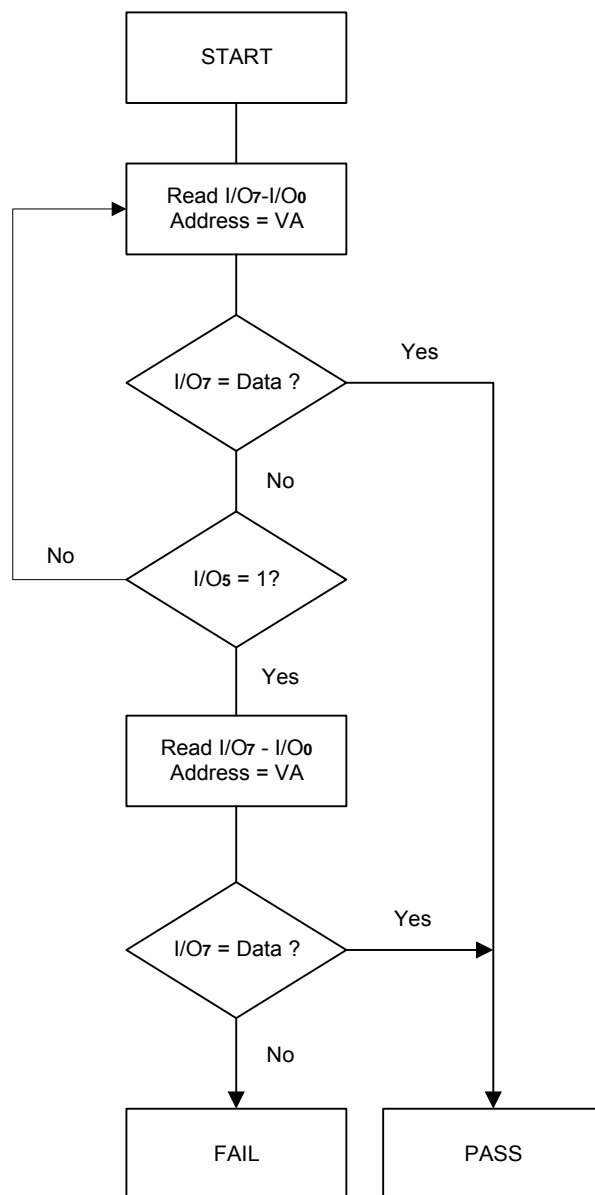 START
Read I/O7-I/O0
Address = VA
Yes
I/O7 = Data ?
No
No
I/O5 = 1?
Yes
Read I/O7 - I/O0
Address = VA
Yes
I/O7 = Data ?
No
FAIL
PASS